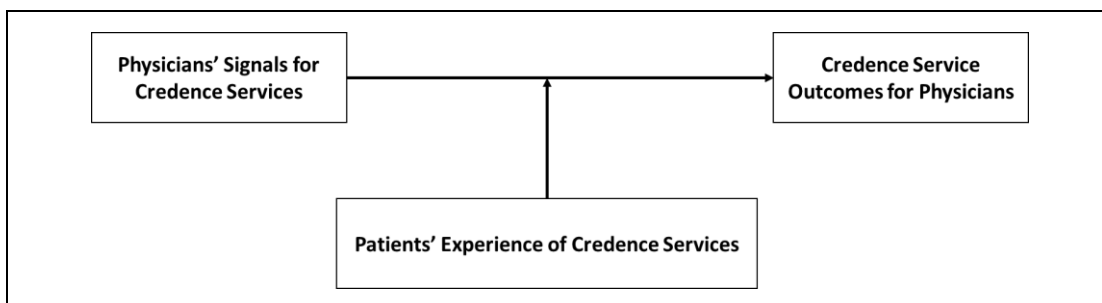 Physicians' Signals for
Credence Services
Credence Service
Outcomes for Physicians
Patients' Experience of Credence Services